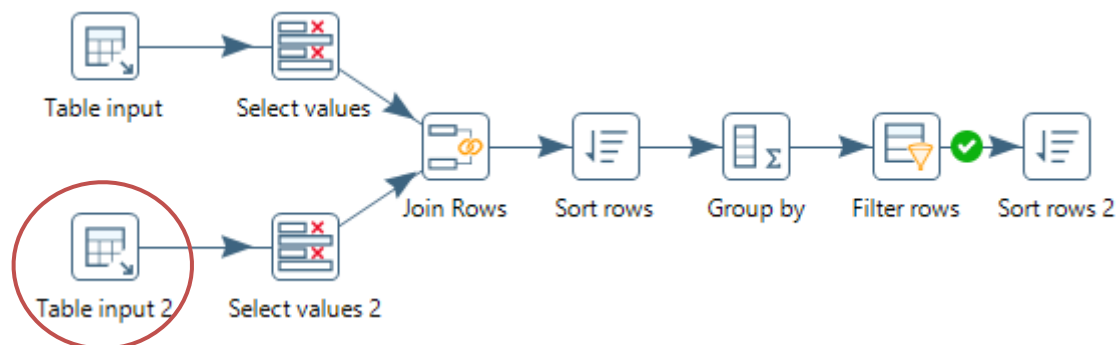 Table input
Select values
Join Rows
Sort rows
Group by
Filter rows
Sort rows 2
Table input 2
Select values 2